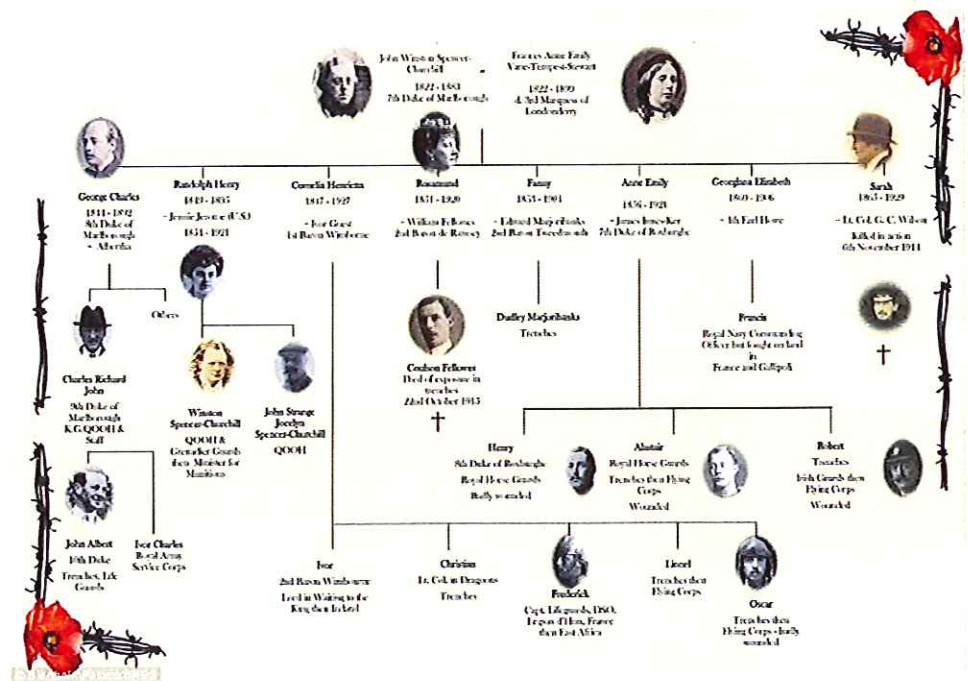 John Winston Spencer-
Churchill
1822 - 1883
7th Duke of Marlborough
Frances Anne Emily
Vane-Tempest-Stewart
1822 - 1899
d. 3rd Marquess of
Londonderry
George Charles
1844 - 1892
8th Duke of
Marlborough
= Albertha
Randolph Henry
1849 - 1895
= Jennie Jerome (U.S.)
1854 - 1921
Cornelia Henrietta
1847 - 1927
= Ivor Guest
1st Baron Wimborne
Rosamund
1851 - 1920
= William Fellowes
2nd Baron de Ramsey
Fanny
1853 - 1904
= Edward Marjoribanks
2nd Baron Tweedmouth
Anne Emily
1856 - 1923
= James Innes-Ker
7th Duke of Roxburghe
Georgiana Elizabeth
1860 - 1906
= 4th Earl Howe
Sarah
1865 - 1929
= Lt. Col. G. C. Wilson
Killed in action
6th November 1914
Others
Charles Richard
John
9th Duke of
Marlborough
K.G. QOOH &
Staff
Winston
Spencer-Churchill
QOOH &
Grenadier Guards
then Minister for
Munitions
John Strange
Jocelyn
Spencer-Churchill
QOOH
Coulson Fellowes
Died of exposure in
trenches
22nd October 1915
Dudley Marjoribanks
Trenches
Francis
Royal Navy Commanding
Officer but fought on land
in
France and Gallipoli
Henry
8th Duke of Roxburghe
Royal Horse Guards
Badly wounded
Alastair
Royal Horse Guards
Trenches then Flying
Corps
Wounded
Robert
Trenches
Irish Guards then
Flying Corps
Wounded
John Albert
10th Duke
Trenches, Life
Guards
Ivor Charles
Royal Army
Service Corps
Ivor
2nd Baron Wimborne
Lord in Waiting to the
King then Ireland
Christian
Lt. Col. in Dragoons
Trenches
Frederick
Capt. Lifeguards, DSO,
Legion d'Hon, France
then East Africa
Lionel
Trenches then
Flying Corps
Oscar
Trenches then
Flying Corps - badly
wounded